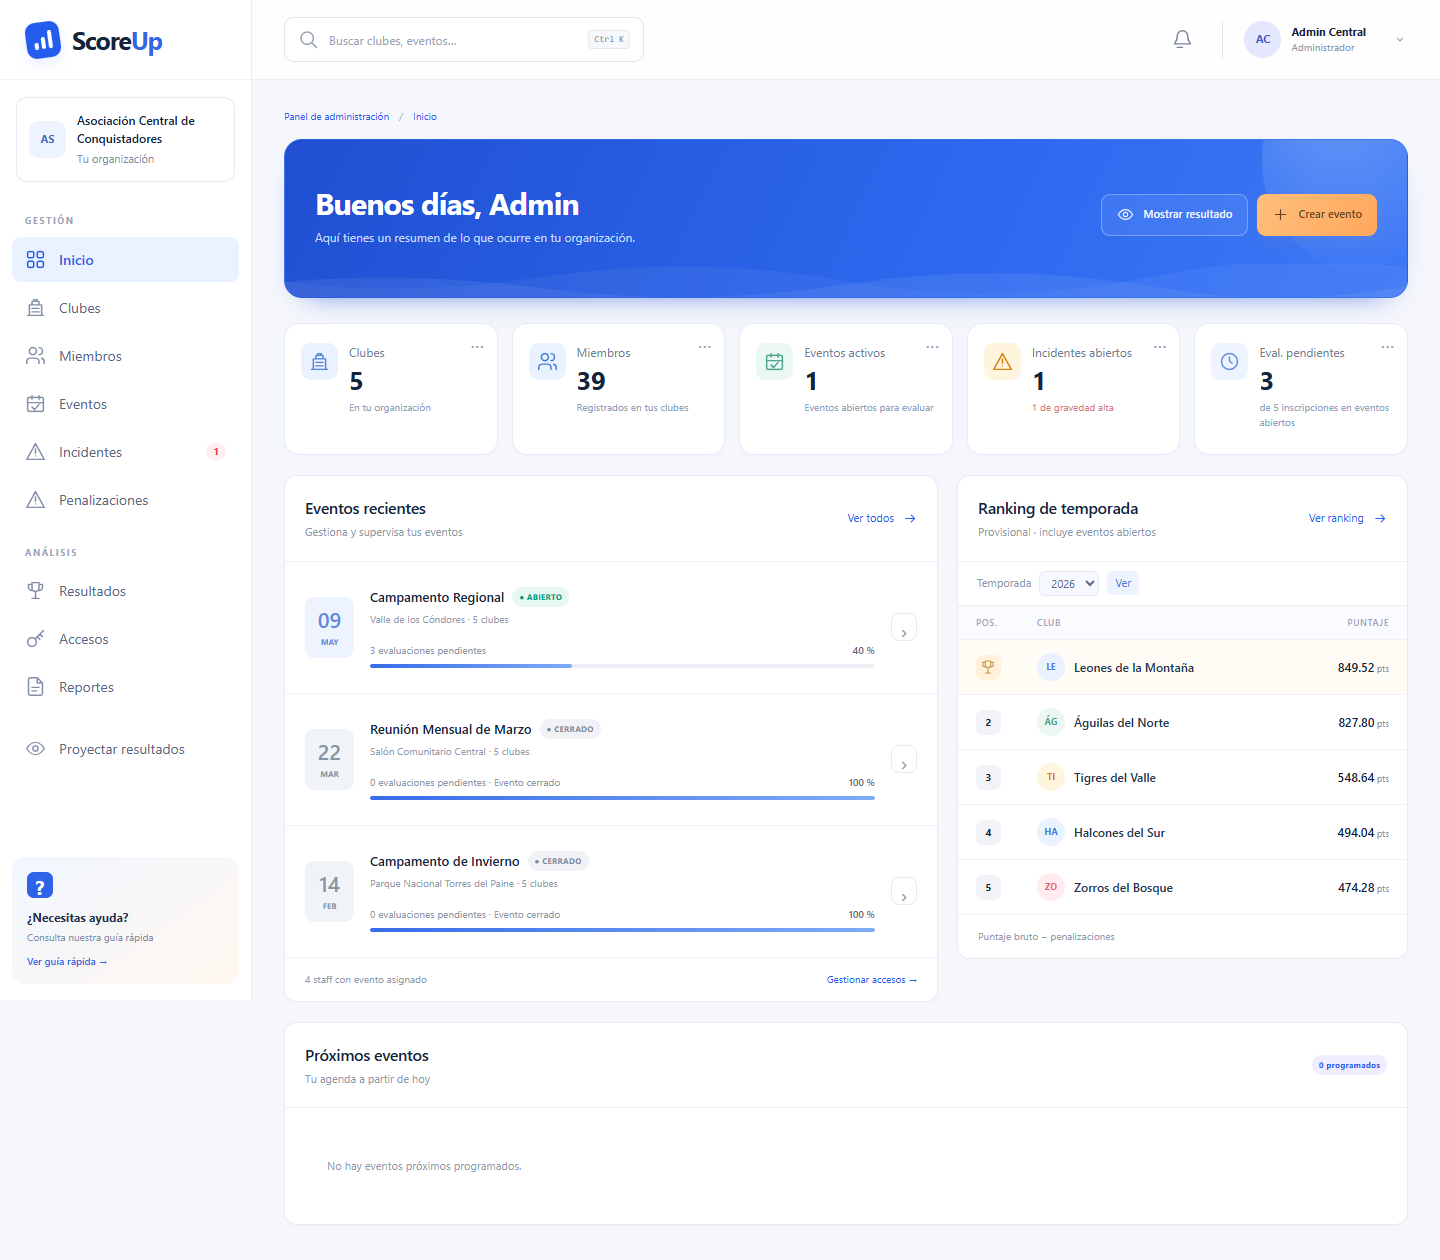 ScoreUp
Buscar clubes, eventos...
Ctrl K
AC
Admin Central
Administrador
AS
Asociación Central de
Conquistadores
Tu organización
GESTIÓN
Inicio
Clubes
Miembros
Eventos
Incidentes
1
Penalizaciones
ANÁLISIS
Resultados
Accesos
Reportes
Proyectar resultados
?
¿Necesitas ayuda?
Consulta nuestra guía rápida
Ver guía rápida →
Panel de administración / Inicio
Buenos días, Admin
Aquí tienes un resumen de lo que ocurre en tu organización.
Mostrar resultado
+ Crear evento
Clubes
5
En tu organización
Miembros
39
Registrados en tus clubes
Eventos activos
1
Eventos abiertos para evaluar
Incidentes abiertos
1
1 de gravedad alta
Eval. pendientes
3
de 5 inscripciones en eventos
abiertos
Eventos recientes
Gestiona y supervisa tus eventos
Ver todos →
09
MAY
Campamento Regional
• ABIERTO
Valle de los Cóndores · 5 clubes
3 evaluaciones pendientes
40 %
22
MAR
Reunión Mensual de Marzo
• CERRADO
Salón Comunitario Central · 5 clubes
0 evaluaciones pendientes · Evento cerrado
100 %
14
FEB
Campamento de Invierno
• CERRADO
Parque Nacional Torres del Paine · 5 clubes
0 evaluaciones pendientes · Evento cerrado
100 %
4 staff con evento asignado
Gestionar accesos →
Ranking de temporada
Provisional · incluye eventos abiertos
Ver ranking →
Temporada 2026 Ver
POS. CLUB PUNTAJE
LE Leones de la Montaña 849.52 pts
2 ÁG Águilas del Norte 827.80 pts
3 TI Tigres del Valle 548.64 pts
4 HA Halcones del Sur 494.04 pts
5 ZO Zorros del Bosque 474.28 pts
Puntaje bruto − penalizaciones
Próximos eventos
Tu agenda a partir de hoy
0 programados
No hay eventos próximos programados.